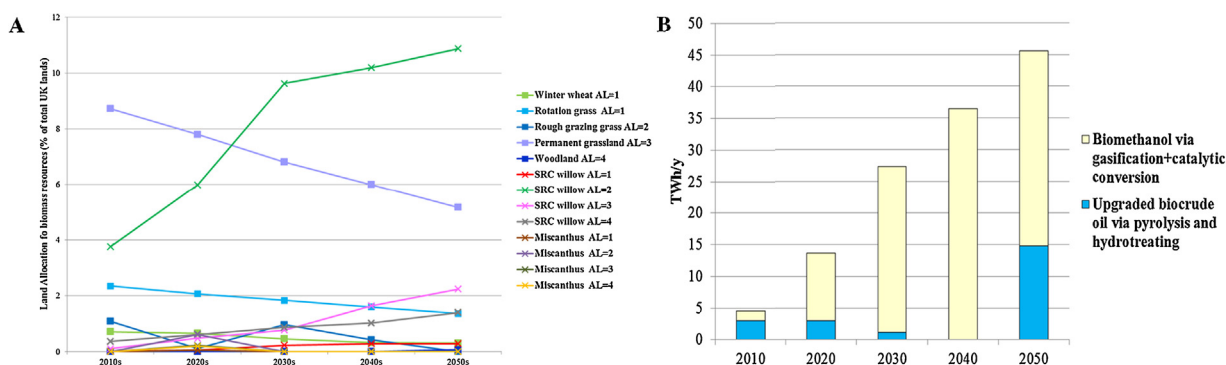 A
Land Allocation fo biomass resources (% of total UK lands)
12
10
8
6
4
2
0
2010s
2020s
2030s
2040s
2050s
Winter wheat AL=1
Rotation grass AL=1
Rough grazing grass AL=2
Permanent grassland AL=3
Woodland AL=4
SRC willow AL=1
SRC willow AL=2
SRC willow AL=3
SRC willow AL=4
Miscanthus AL=1
Miscanthus AL=2
Miscanthus AL=3
Miscanthus AL=4
B
TWh/y
50
45
40
35
30
25
20
15
10
5
0
2010
2020
2030
2040
2050
Biomethanol via
gasification+catalytic
conversion
Upgraded biocrude
oil via pyrolysis and
hydrotreating